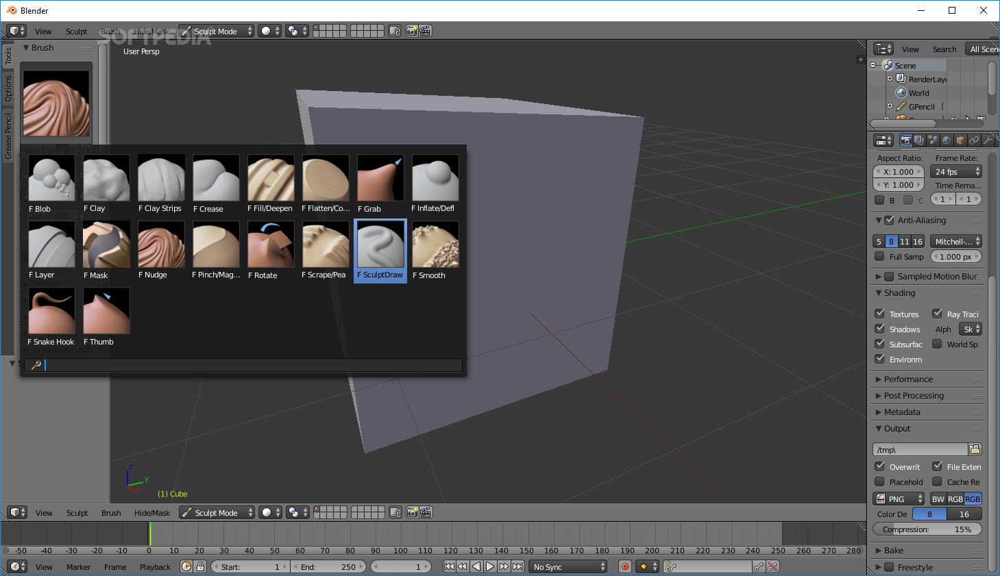 Blender
View Sculpt Brush Hide/Mask Sculpt Mode
SOFTPEDIA
Tools
Options
Grease Pencil
Brush
User Persp
F Blob F Clay F Clay Strips F Crease F Fill/Deepen F Flatten/Co... F Grab F Inflate/Defl
F Layer F Mask F Nudge F Pinch/Mag... F Rotate F Scrape/Pea F SculptDraw F Smooth
F Snake Hook F Thumb
z
y
x
(1) Cube
View Sculpt Brush Hide/Mask Sculpt Mode
-50 -40 -30 -20 -10 0 10 20 30 40 50 60 70 80 90 100 110 120 130 140 150 160 170 180 190 200 210 220 230 240 250 260 270 280
View Marker Frame Playback Start: 1 End: 250 1 No Sync
View Search All Scen
Scene
RenderLaye
World
GPencil
Aspect Ratio: Frame Rate:
X: 1.000 24 fps
Y: 1.000 Time Rema...
B C 1 1
Anti-Aliasing
5 8 11 16 Mitchell-...
Full Samp 1.000 px
Sampled Motion Blur
Shading
Textures Ray Traci
Shadows Alph Sk
Subsurfac World Sp
Environm
Performance
Post Processing
Metadata
Output
/tmp\
Overwrit File Exten
Placehold Cache Re
PNG BW RGB RGB
Color De 8 16
Compression: 15%
Bake
Freestyle